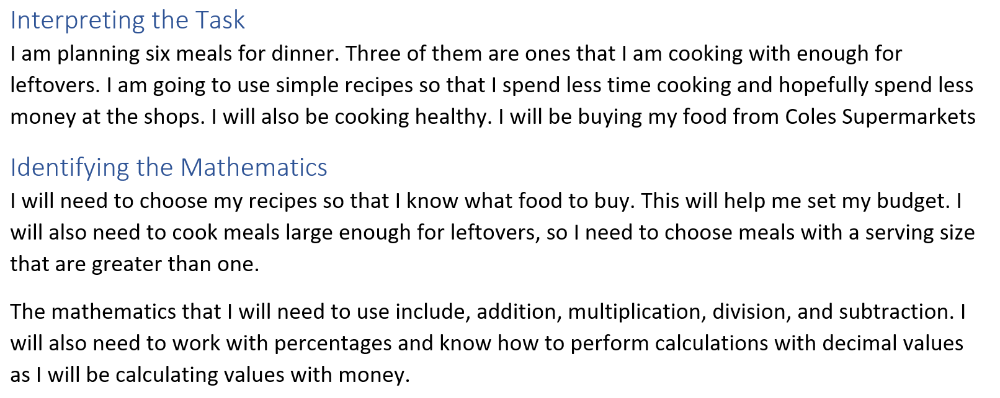 Interpreting the Task
I am planning six meals for dinner. Three of them are ones that I am cooking with enough for
leftovers. I am going to use simple recipes so that I spend less time cooking and hopefully spend less
money at the shops. I will also be cooking healthy. I will be buying my food from Coles Supermarkets
Identifying the Mathematics
I will need to choose my recipes so that I know what food to buy. This will help me set my budget. I
will also need to cook meals large enough for leftovers, so I need to choose meals with a serving size
that are greater than one.
The mathematics that I will need to use include, addition, multiplication, division, and subtraction. I
will also need to work with percentages and know how to perform calculations with decimal values
as I will be calculating values with money.